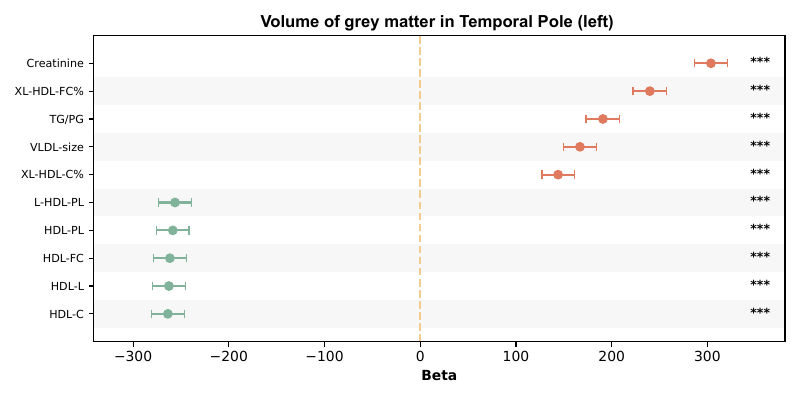 Volume of grey matter in Temporal Pole (left)
Creatinine ***
XL-HDL-FC% ***
TG/PG ***
VLDL-size ***
XL-HDL-C% ***
L-HDL-PL ***
HDL-PL ***
HDL-FC ***
HDL-L ***
HDL-C ***
−300 −200 −100 0 100 200 300
Beta